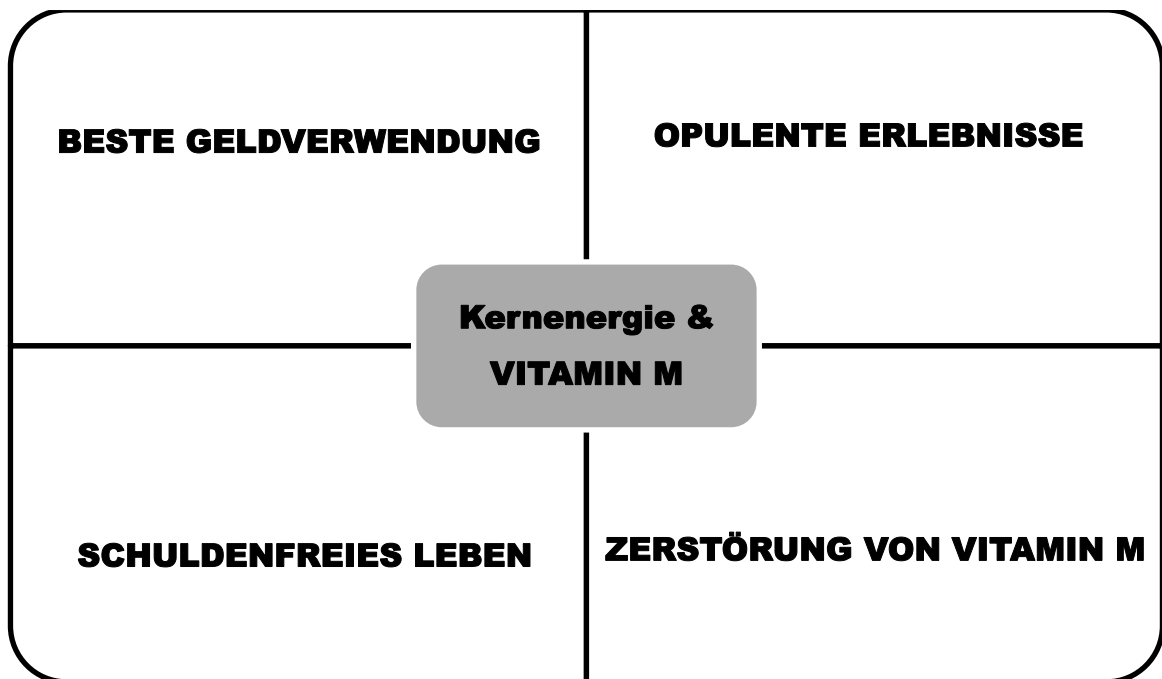 BESTE GELDVERWENDUNG
OPULENTE ERLEBNISSE
Kernenergie &
VITAMIN M
SCHULDENFREIES LEBEN
ZERSTÖRUNG VON VITAMIN M